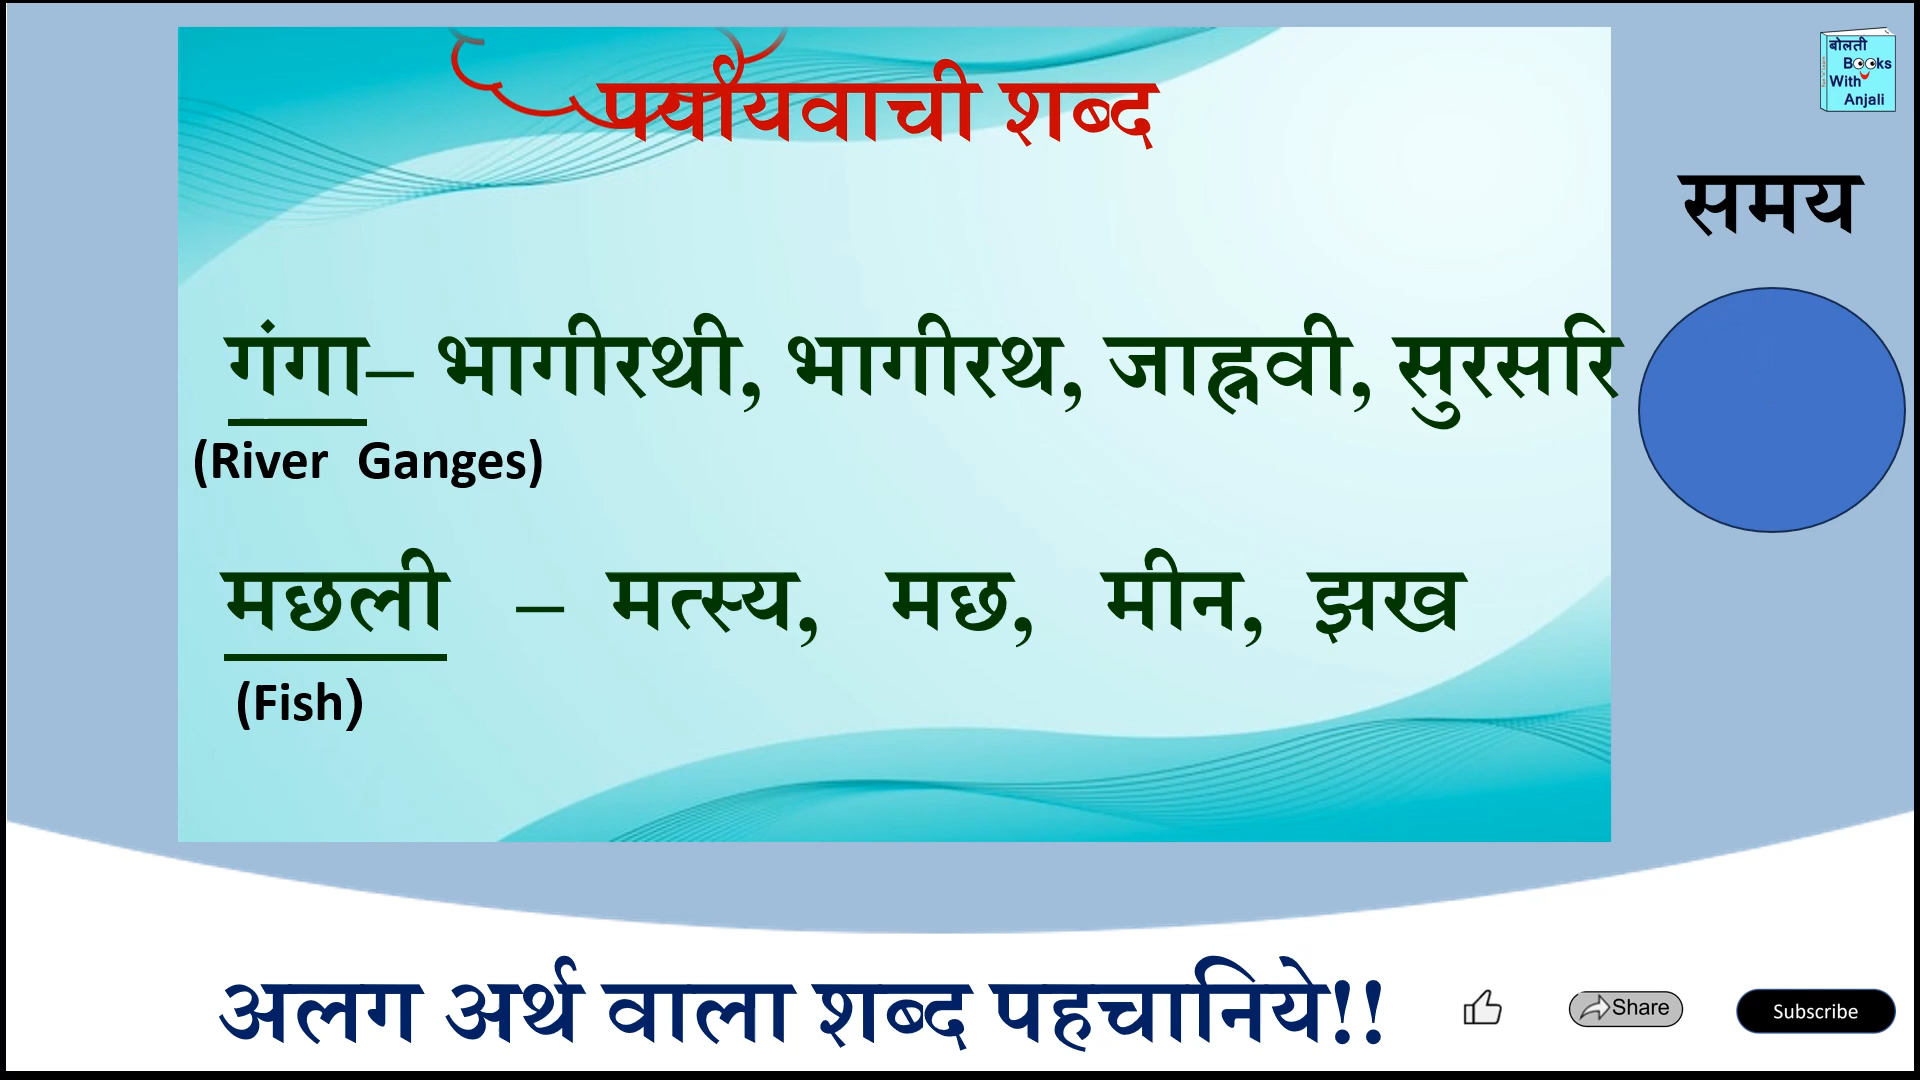 पर्यायवाची शब्द
बोलती
Books
With
Anjali
समय
गंगा– भागीरथी, भागीरथ, जाह्नवी, सुरसरि
(River Ganges)
मछली – मत्स्य, मछ, मीन, झख
(Fish)
अलग अर्थ वाला शब्द पहचानिये!!
Share
Subscribe